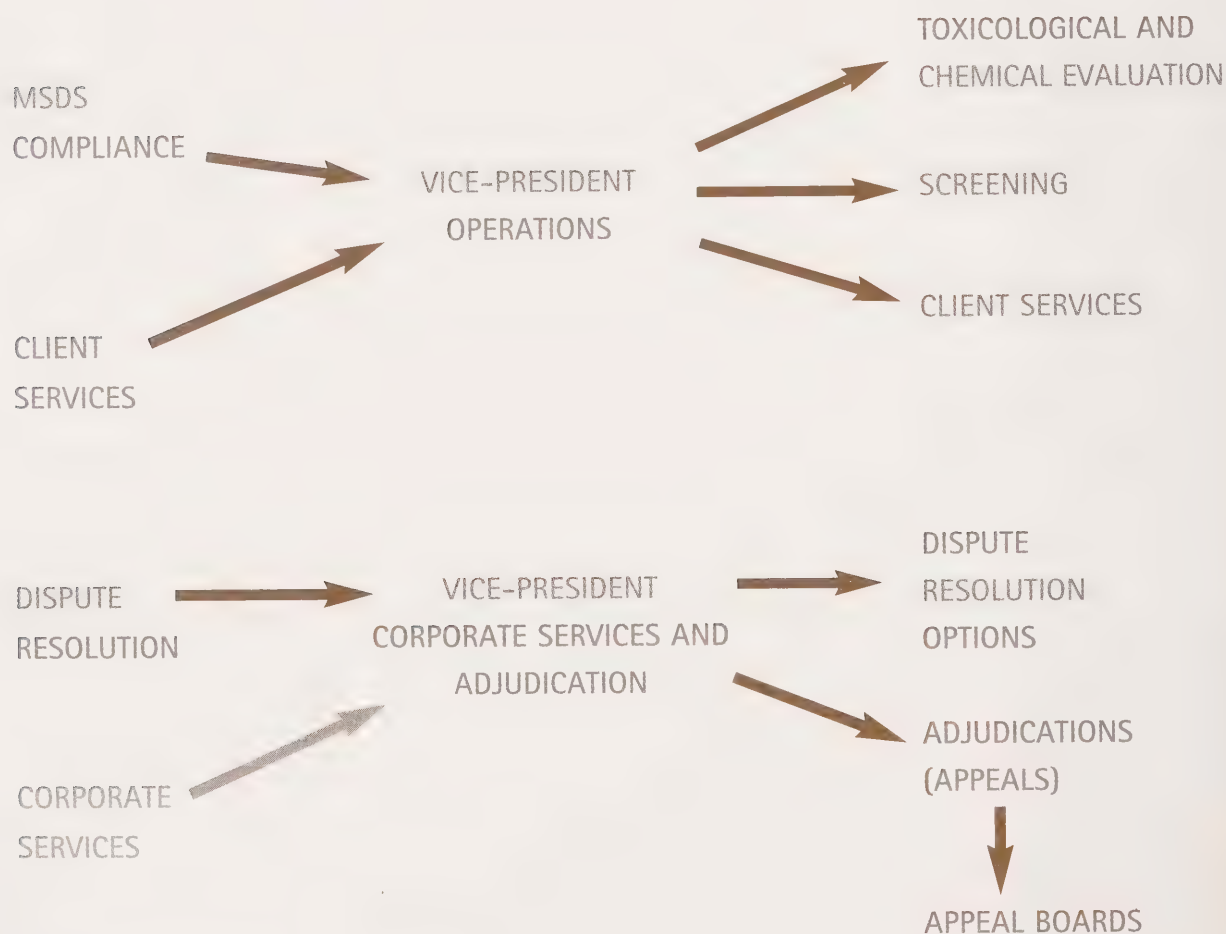 MSDS
COMPLIANCE
CLIENT
SERVICES
VICE-PRESIDENT
OPERATIONS
TOXICOLOGICAL AND
CHEMICAL EVALUATION
SCREENING
CLIENT SERVICES
DISPUTE
RESOLUTION
CORPORATE
SERVICES
VICE-PRESIDENT
CORPORATE SERVICES AND
ADJUDICATION
DISPUTE
RESOLUTION
OPTIONS
ADJUDICATIONS
(APPEALS)
APPEAL BOARDS